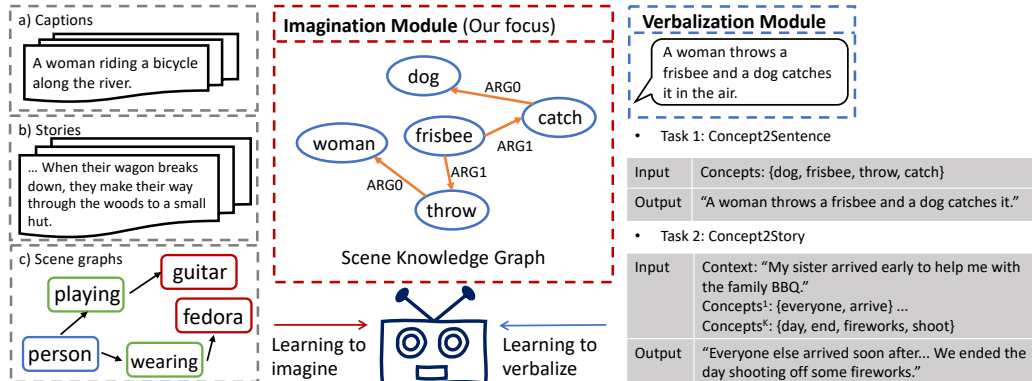 a) Captions
A woman riding a bicycle
along the river.
b) Stories
... When their wagon breaks
down, they make their way
through the woods to a small
hut.
c) Scene graphs
guitar
playing
fedora
person
wearing
Imagination Module (Our focus)
dog
ARG0
catch
woman
frisbee
ARG1
ARG0
ARG1
throw
Scene Knowledge Graph
Learning to
imagine
Learning to
verbalize
Verbalization Module
A woman throws a
frisbee and a dog catches
it in the air.
• Task 1: Concept2Sentence
Input Concepts: {dog, frisbee, throw, catch}
Output “A woman throws a frisbee and a dog catches it.”
• Task 2: Concept2Story
Input Context: “My sister arrived early to help me with
the family BBQ.”
Concepts¹: {everyone, arrive} ...
Conceptsᴷ: {day, end, fireworks, shoot}
Output “Everyone else arrived soon after... We ended the
day shooting off some fireworks.”